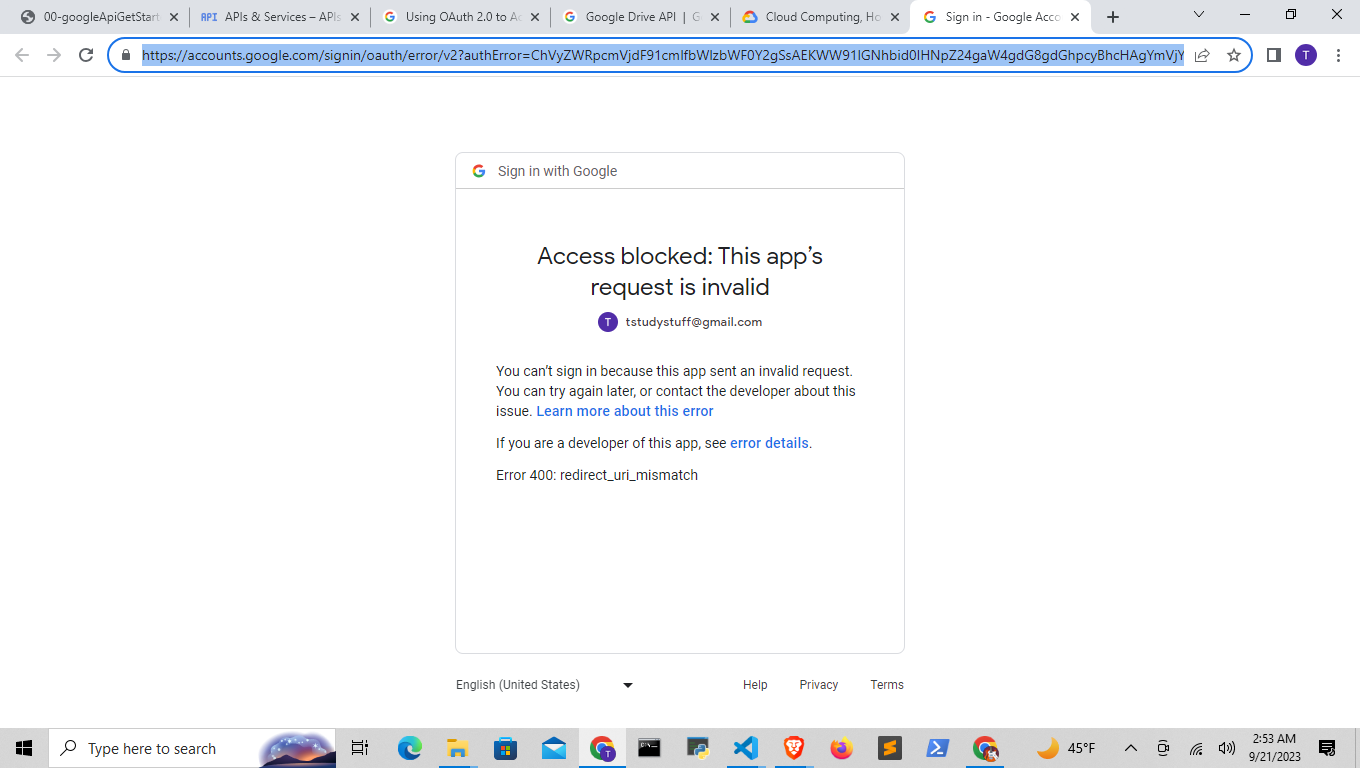 00-googleApiGetStart
API APIs & Services – APIs
Using OAuth 2.0 to Ac
Google Drive API | G
Cloud Computing, Ho
Sign in - Google Acco
https://accounts.google.com/signin/oauth/error/v2?authError=ChVyZWRpcmVjdF91cmlfbWlzbWF0Y2gSsAEKWW91IGNhbid0IHNpZ24gaW4gdG8gdGhpcyBhcHAgYmVjY
T
Sign in with Google
Access blocked: This app’s
request is invalid
T tstudystuff@gmail.com
You can’t sign in because this app sent an invalid request.
You can try again later, or contact the developer about this
issue. Learn more about this error
If you are a developer of this app, see error details.
Error 400: redirect_uri_mismatch
English (United States)
Help Privacy Terms
Type here to search
T
45°F
2:53 AM
9/21/2023